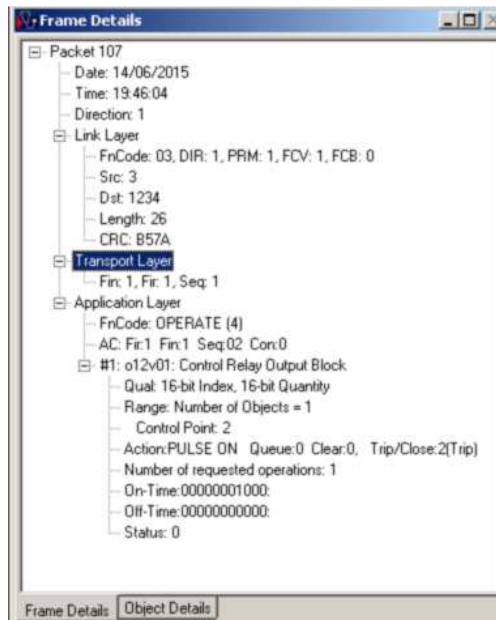 Frame Details
Packet 107
Date: 14/06/2015
Time: 19:46:04
Direction: 1
Link Layer
FnCode: 03, DIR: 1, PRM: 1, FCV: 1, FCB: 0
Src: 3
Dst: 1234
Length: 26
CRC: B57A
Transport Layer
Fin: 1, Fir: 1, Seq: 1
Application Layer
FnCode: OPERATE (4)
AC: Fir:1 Fin:1 Seq:02 Con:0
#1: o12v01: Control Relay Output Block
Qual: 16-bit Index, 16-bit Quantity
Range: Number of Objects = 1
Control Point: 2
Action:PULSE ON Queue:0 Clear:0, Trip/Close:2(Trip)
Number of requested operations: 1
On-Time:00000001000:
Off-Time:00000000000:
Status: 0
Frame Details Object Details